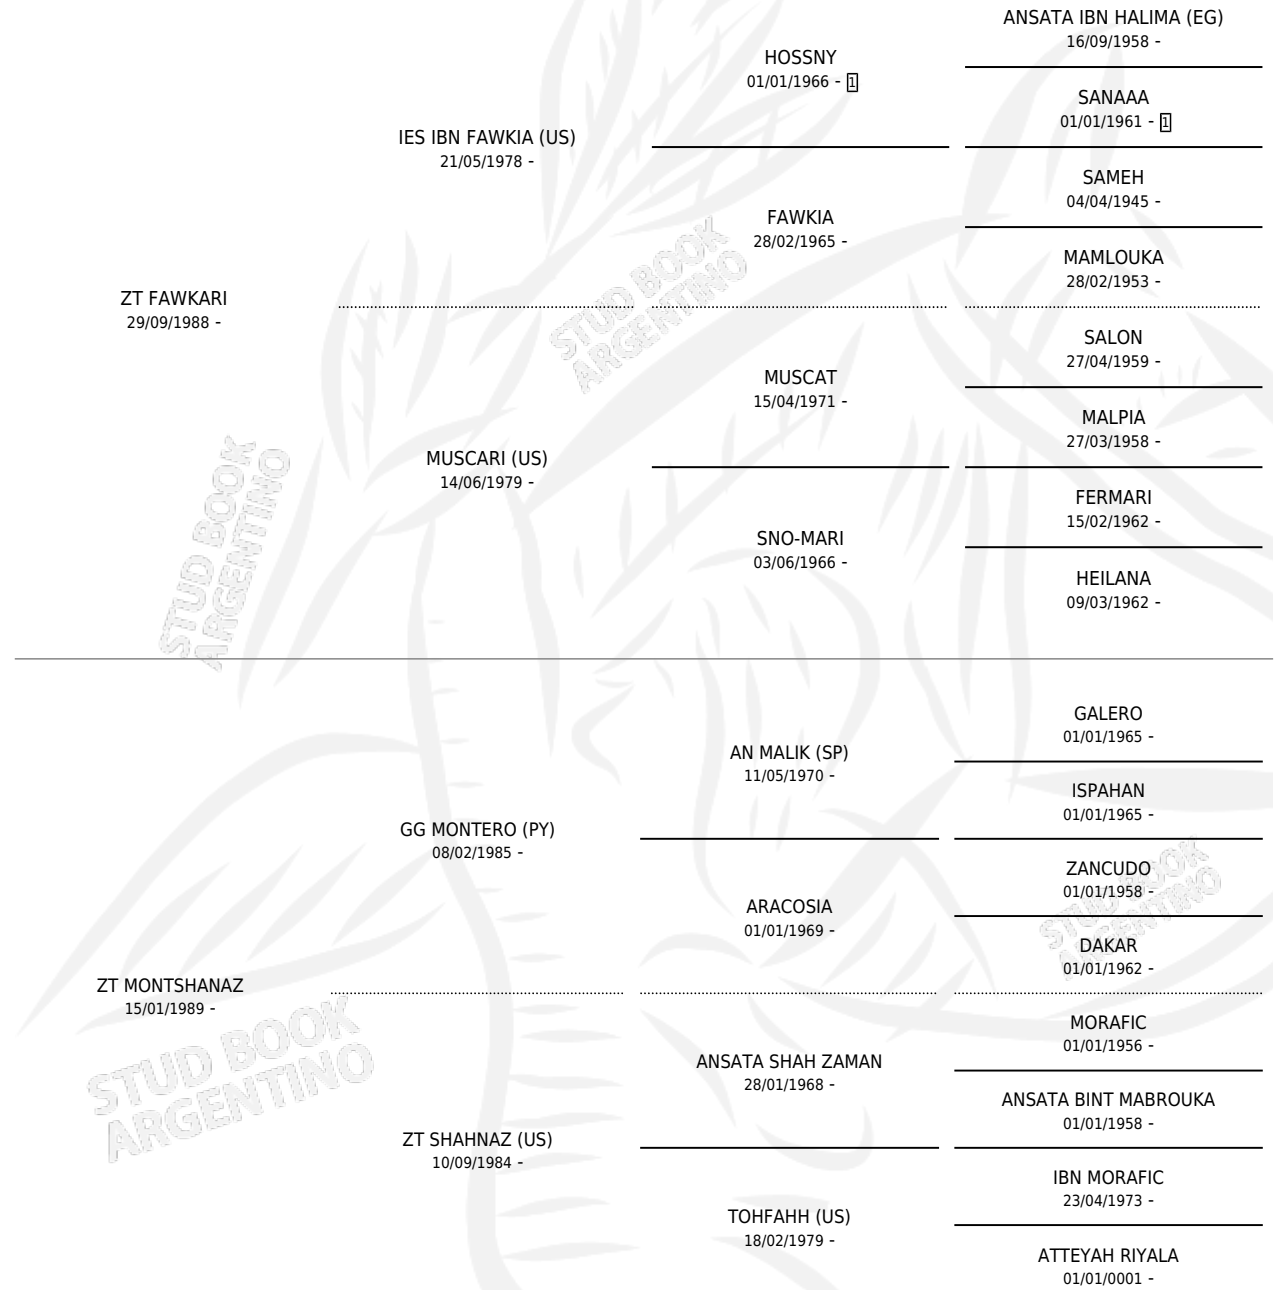 ANSATA IBN HALIMA (EG)
16/09/1958 -
HOSSNY
01/01/1966 - 1
SANAAA
01/01/1961 - 1
IES IBN FAWKIA (US)
21/05/1978 -
SAMEH
04/04/1945 -
FAWKIA
28/02/1965 -
MAMLOUKA
28/02/1953 -
ZT FAWKARI
29/09/1988 -
SALON
27/04/1959 -
MUSCAT
15/04/1971 -
MALPIA
27/03/1958 -
MUSCARI (US)
14/06/1979 -
FERMARI
15/02/1962 -
SNO-MARI
03/06/1966 -
HEILANA
09/03/1962 -
GALERO
01/01/1965 -
AN MALIK (SP)
11/05/1970 -
ISPAHAN
01/01/1965 -
GG MONTERO (PY)
08/02/1985 -
ZANCUDO
01/01/1958 -
ARACOSIA
01/01/1969 -
DAKAR
01/01/1962 -
ZT MONTSHANAZ
15/01/1989 -
MORAFIC
01/01/1956 -
ANSATA SHAH ZAMAN
28/01/1968 -
ANSATA BINT MABROUKA
01/01/1958 -
ZT SHAHNAZ (US)
10/09/1984 -
IBN MORAFIC
23/04/1973 -
TOHFAHH (US)
18/02/1979 -
ATTEYAH RIYALA
01/01/0001 -
STUD BOOK
ARGENTINO
STUD BOOK
ARGENTINO
STUD BOOK
ARGENTINO
STUD BOOK
ARGENTINO